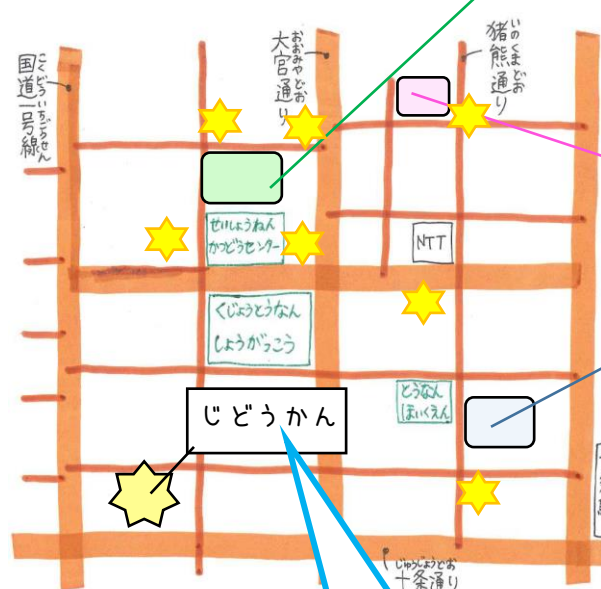 こくどういちごうせん
国道一号線
おおみやどお
大宮通り
いのくまどお
猪熊通り
せいしょうねん
かつどうセンター
NTT
くじょうとうなん
しょうがっこう
とうなん
ほいくえん
じどうかん
じゅうじょうどお
十条通り